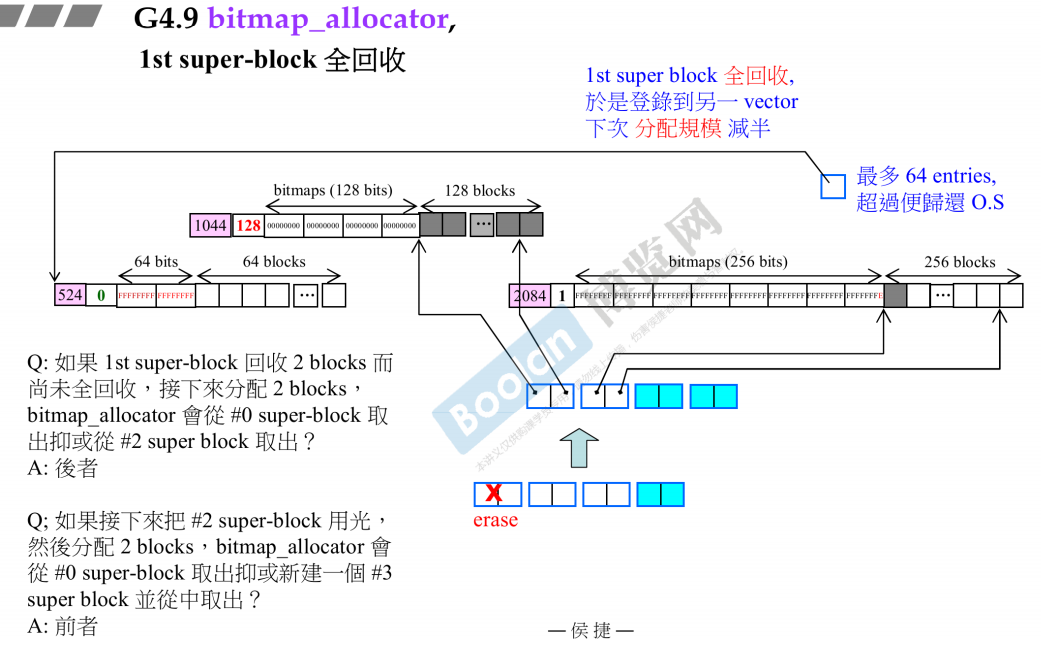 G4.9 bitmap_allocator,
1st super-block 全回收
1st super block 全回收,
於是登錄到另一 vector
下次 分配規模 減半
最多 64 entries,
超過便歸還 O.S
bitmaps (128 bits)
128 blocks
1044 128 00000000 00000000 00000000 00000000 ...
64 bits
64 blocks
524 0 FFFFFFFF FFFFFFFF ...
bitmaps (256 bits)
256 blocks
2084 1 FFFFFFFF FFFFFFFF FFFFFFFF FFFFFFFF FFFFFFFF FFFFFFFF FFFFFFFF FFFFFFFE ...
Q: 如果 1st super-block 回收 2 blocks 而
尚未全回收，接下來分配 2 blocks，
bitmap_allocator 會從 #0 super-block 取
出抑或從 #2 super block 取出？
A: 後者
X
erase
Q; 如果接下來把 #2 super-block 用光，
然後分配 2 blocks，bitmap_allocator 會
從 #0 super-block 取出抑或新建一個 #3
super block 並從中取出？
A: 前者
— 侯 捷 —
Boolan
博览网